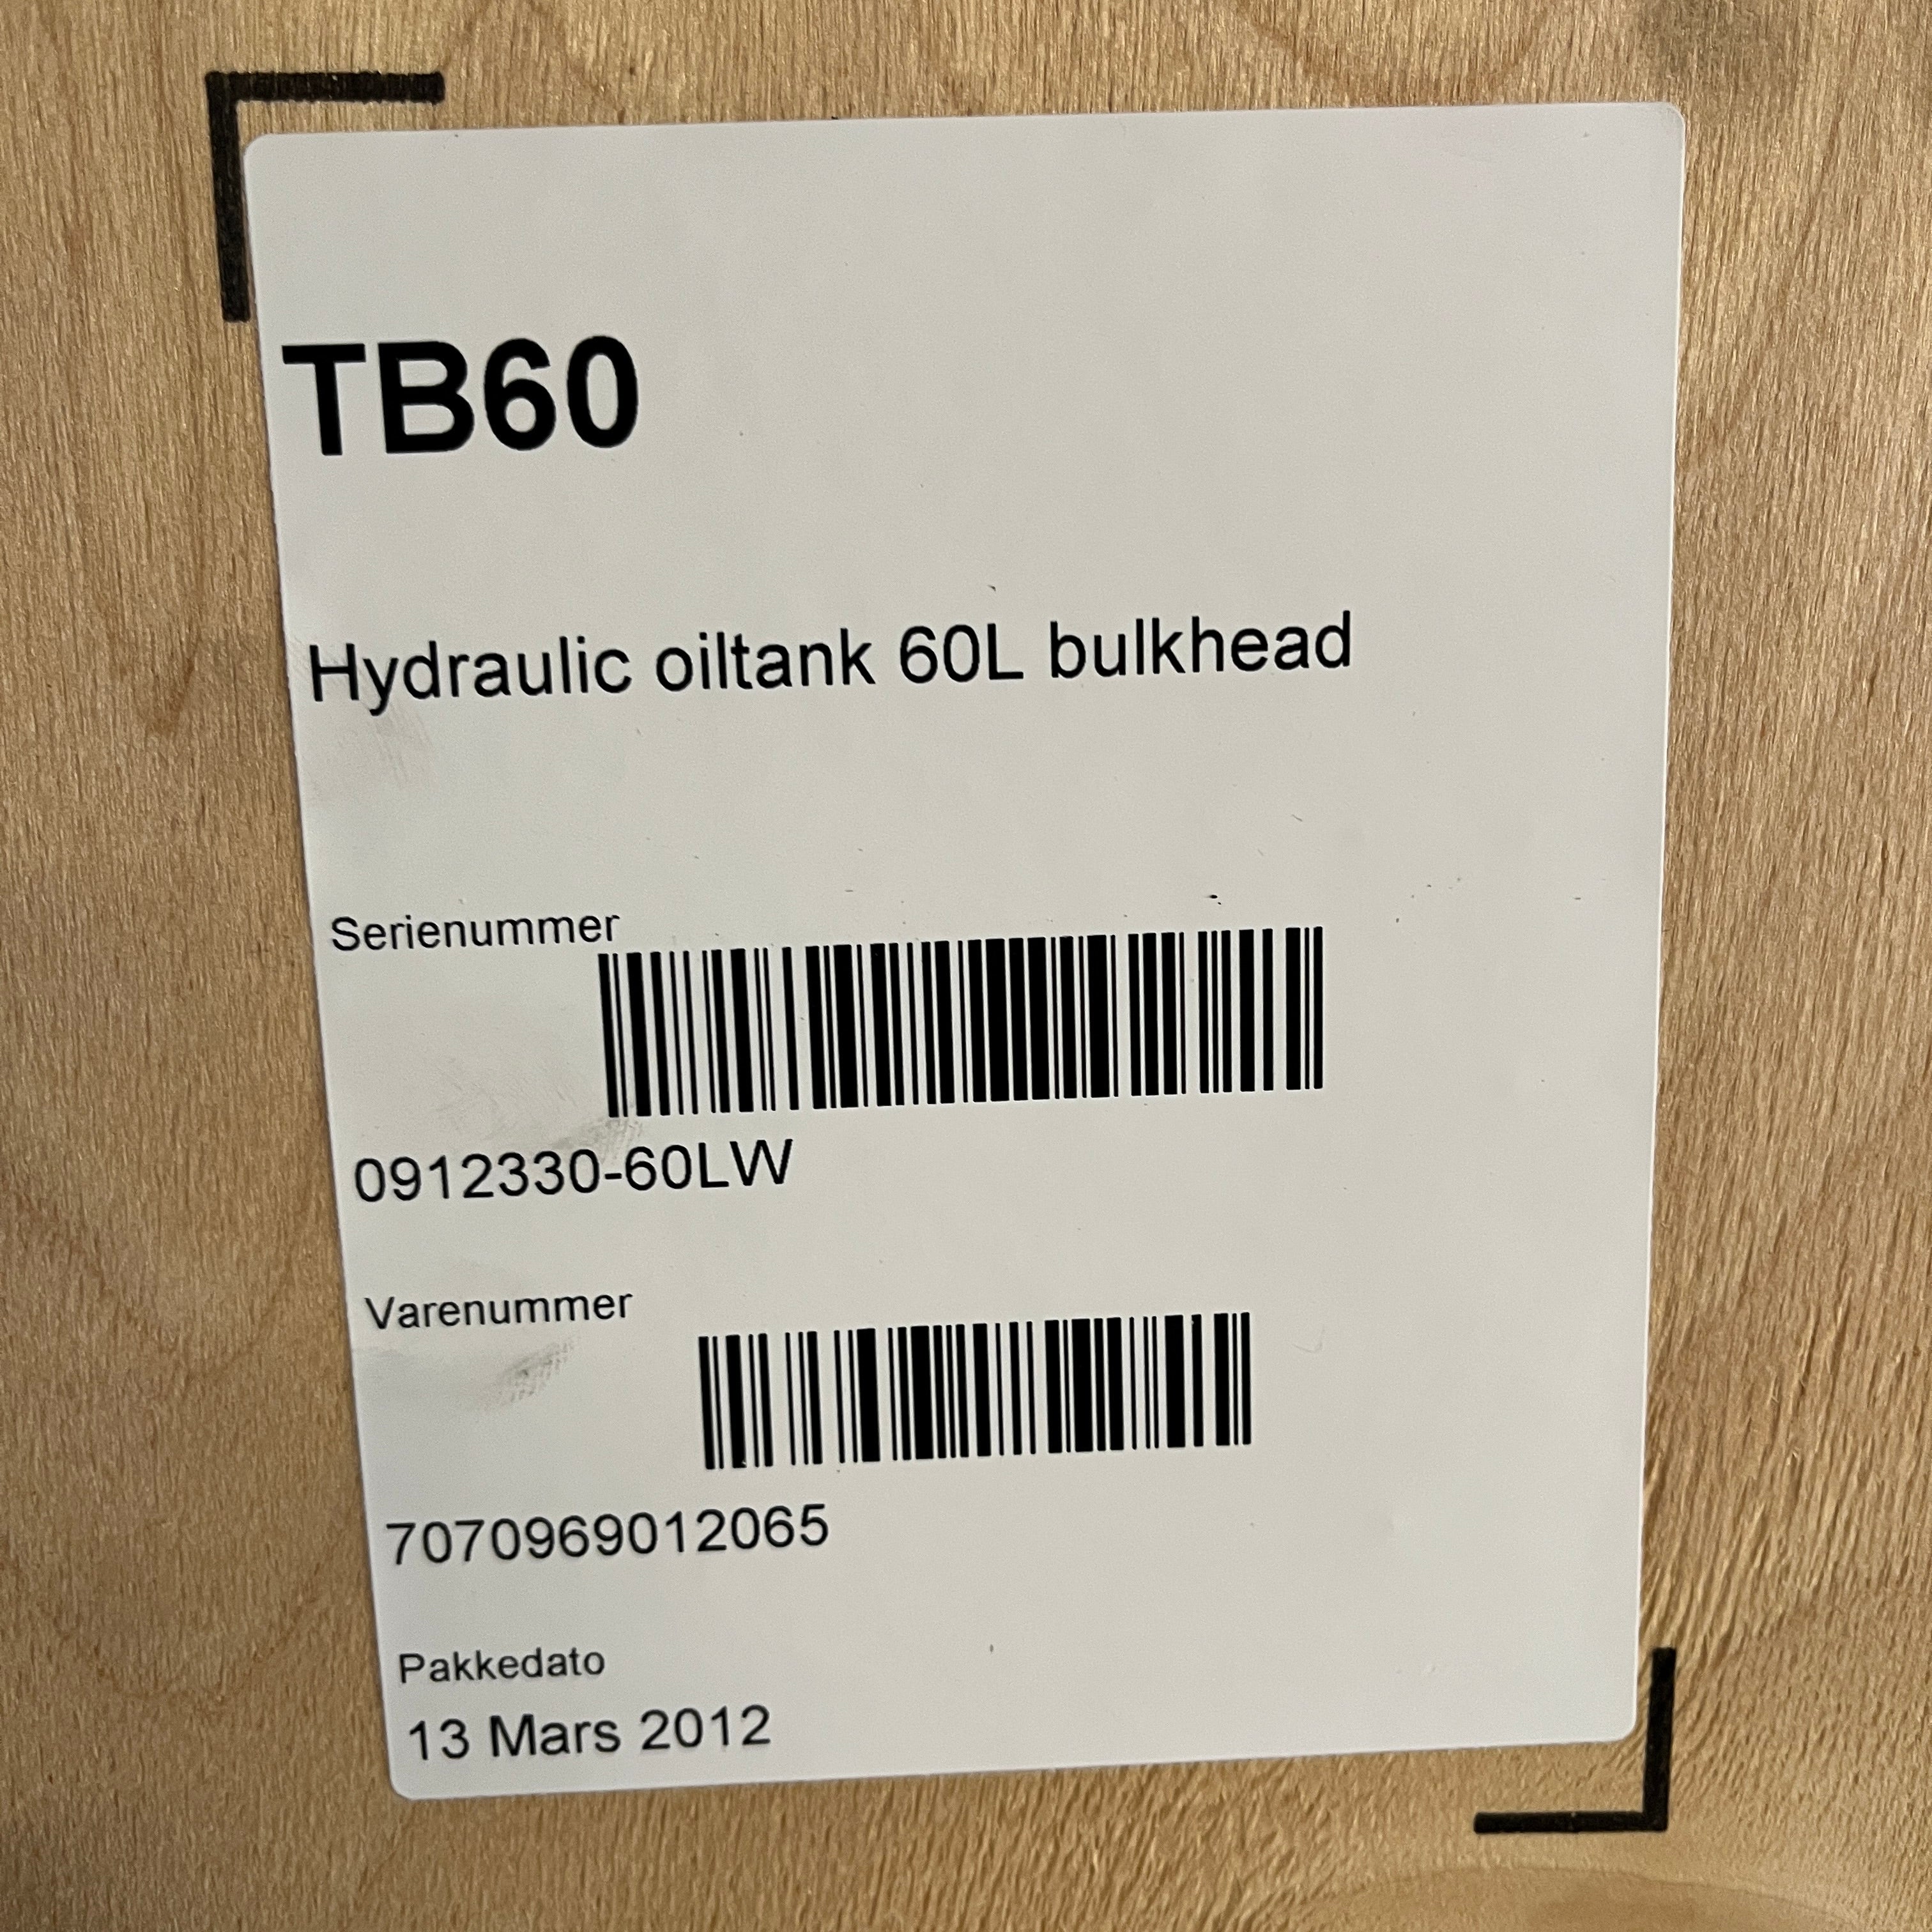 TB60
Hydraulic oiltank 60L bulkhead
Serienummer
0912330-60LW
Varenummer
7070969012065
Pakkedato
13 Mars 2012